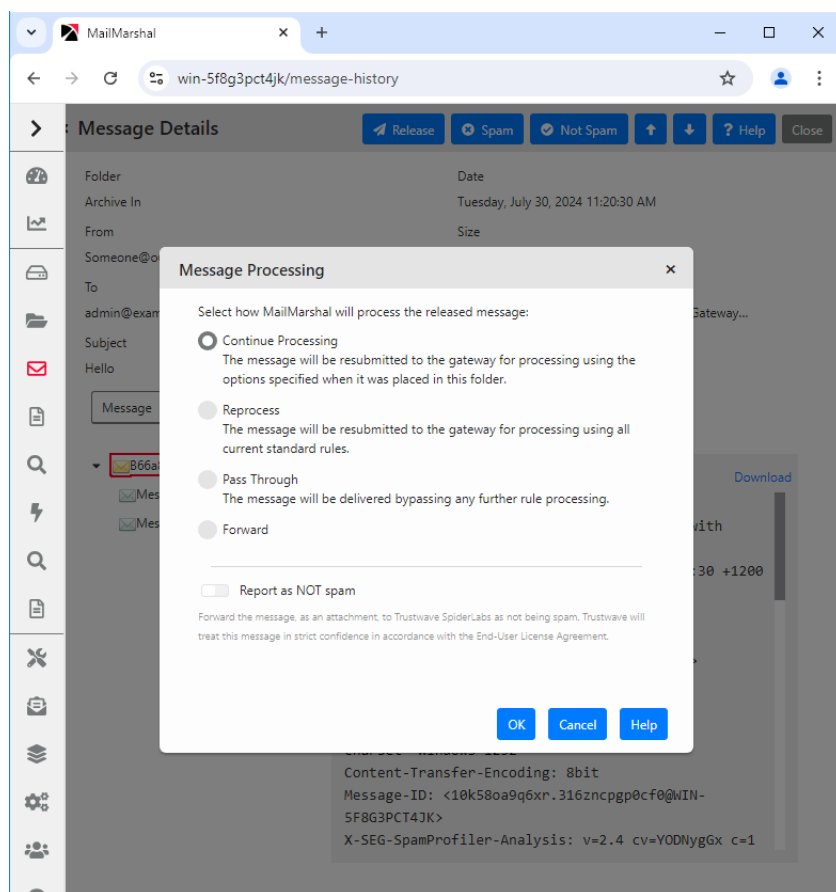 MailMarshal
win-5f8g3pct4jk/message-history
Message Details
Release
Spam
Not Spam
? Help
Close
Folder
Date
Archive In
Tuesday, July 30, 2024 11:20:30 AM
From
Size
Someone@o
To
admin@exam
Gateway...
Subject
Hello
Message
B66a
Mes
Mes
Download
with
:30 +1200
Message Processing
Select how MailMarshal will process the released message:
Continue Processing
The message will be resubmitted to the gateway for processing using the
options specified when it was placed in this folder.
Reprocess
The message will be resubmitted to the gateway for processing using all
current standard rules.
Pass Through
The message will be delivered bypassing any further rule processing.
Forward
Report as NOT spam
Forward the message, as an attachment, to Trustwave SpiderLabs as not being spam. Trustwave will
treat this message in strict confidence in accordance with the End-User License Agreement.
OK
Cancel
Help
Content-Transfer-Encoding: 8bit
Message-ID: <10k58oa9q6xr.316zncpgp0cf0@WIN-
5F8G3PCT4JK>
X-SEG-SpamProfiler-Analysis: v=2.4 cv=YODNygGx c=1